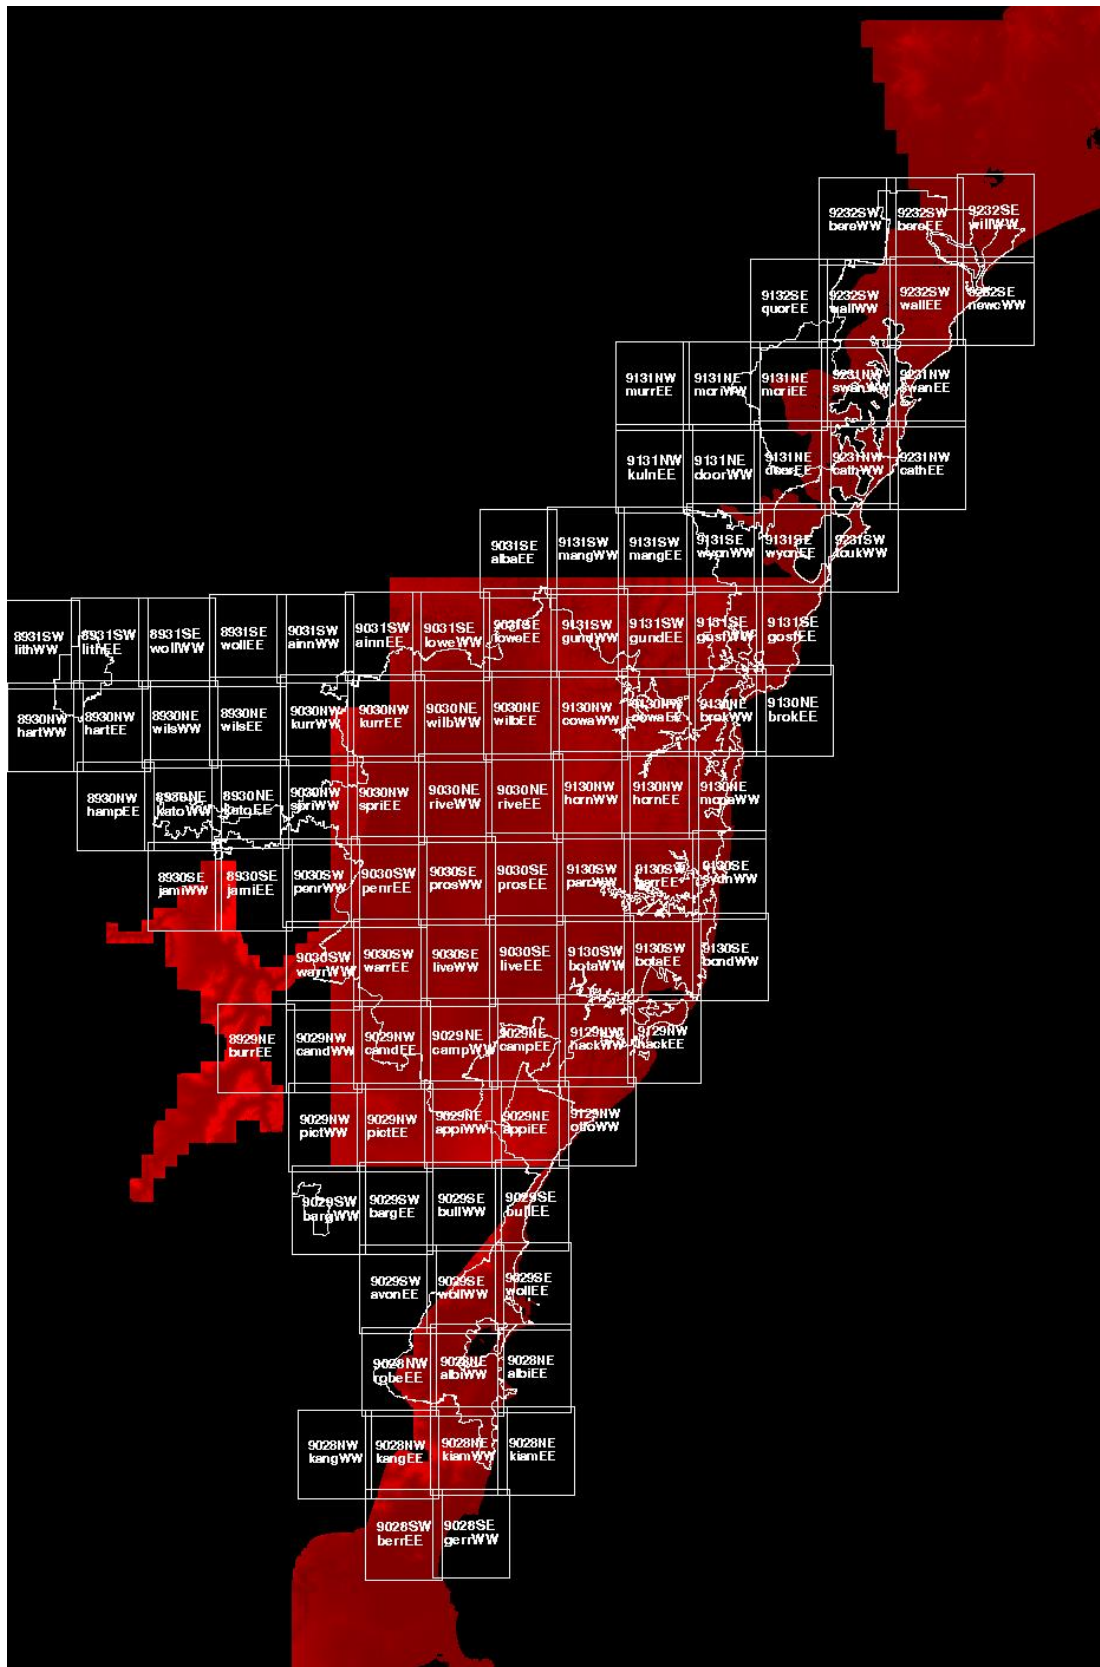 9232SW
bereWW
9232SW
bereEE
9232SE
willWW
9132SE
quorEE
9232SW
wallWW
9232SW
wallEE
9232SE
newcWW
9131NW
murrEE
9131NE
moriWW
9131NE
moriEE
9231NW
swanWW
9231NW
swanEE
9131NW
kulnEE
9131NE
doorWW
9131NE
doorEE
9231NW
cathWW
9231NW
cathEE
9031SE
albaEE
9131SW
mangWW
9131SW
mangEE
9131SE
wyonWW
9131SE
wyonEE
9231SW
toukWW
8931SW
lithWW
8931SW
lithEE
8931SE
wollWW
8931SE
wollEE
9031SW
ainnWW
9031SW
ainnEE
9031SE
loweWW
9031SE
loweEE
9131SW
gundWW
9131SW
gundEE
9131SE
gosfWW
9131SE
gosfEE
8930NW
hartWW
8930NW
hartEE
8930NE
wilsWW
8930NE
wilsEE
9030NW
kurrWW
9030NW
kurrEE
9030NE
wilbWW
9030NE
wilbEE
9130NW
cowaWW
9130NW
cowaEE
9130NE
brokWW
9130NE
brokEE
8930NW
hampEE
8930NE
katoWW
8930NE
katoEE
9030NW
spriWW
9030NW
spriEE
9030NE
riveWW
9030NE
riveEE
9130NW
hornWW
9130NW
hornEE
9130NE
monaWW
8930SE
jamiWW
8930SE
jamiEE
9030SW
penrWW
9030SW
penrEE
9030SE
prosWW
9030SE
prosEE
9130SW
parrWW
9130SW
parrEE
9130SE
sydnWW
9030SW
warrWW
9030SW
warrEE
9030SE
liveWW
9030SE
liveEE
9130SW
botaWW
9130SW
botaEE
9130SE
bondWW
8929NE
burrEE
9029NW
camdWW
9029NW
camdEE
9029NE
campWW
9029NE
campEE
9129NW
hackWW
9129NW
hackEE
9029NW
pictWW
9029NW
pictEE
9029NE
appiWW
9029NE
appiEE
9129NW
otfoWW
9029SW
bargWW
9029SW
bargEE
9029SE
bullWW
9029SE
bullEE
9029SW
avonEE
9029SE
wollWW
9029SE
wollEE
9028NW
robeEE
9028NE
albiWW
9028NE
albiEE
9028NW
kangWW
9028NW
kangEE
9028NE
kiamWW
9028NE
kiamEE
9028SW
berrEE
9028SE
gerrWW